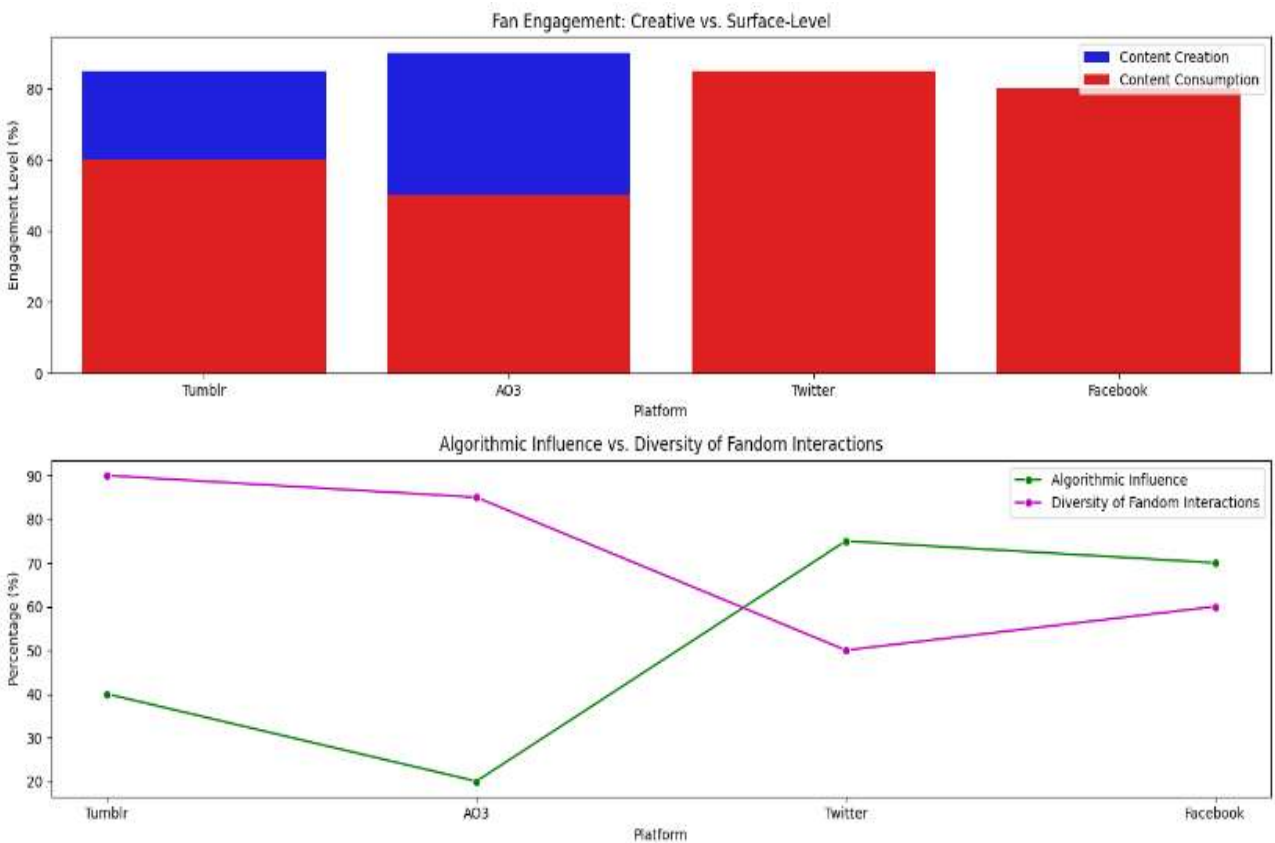 Fan Engagement: Creative vs. Surface-Level
Content Creation
Content Consumption
Engagement Level (%)
80
60
40
20
0
Tumblr AO3 Twitter Facebook
Platform
Algorithmic Influence vs. Diversity of Fandom Interactions
Algorithmic Influence
Diversity of Fandom Interactions
Percentage (%)
90
80
70
60
50
40
30
20
Tumblr AO3 Twitter Facebook
Platform